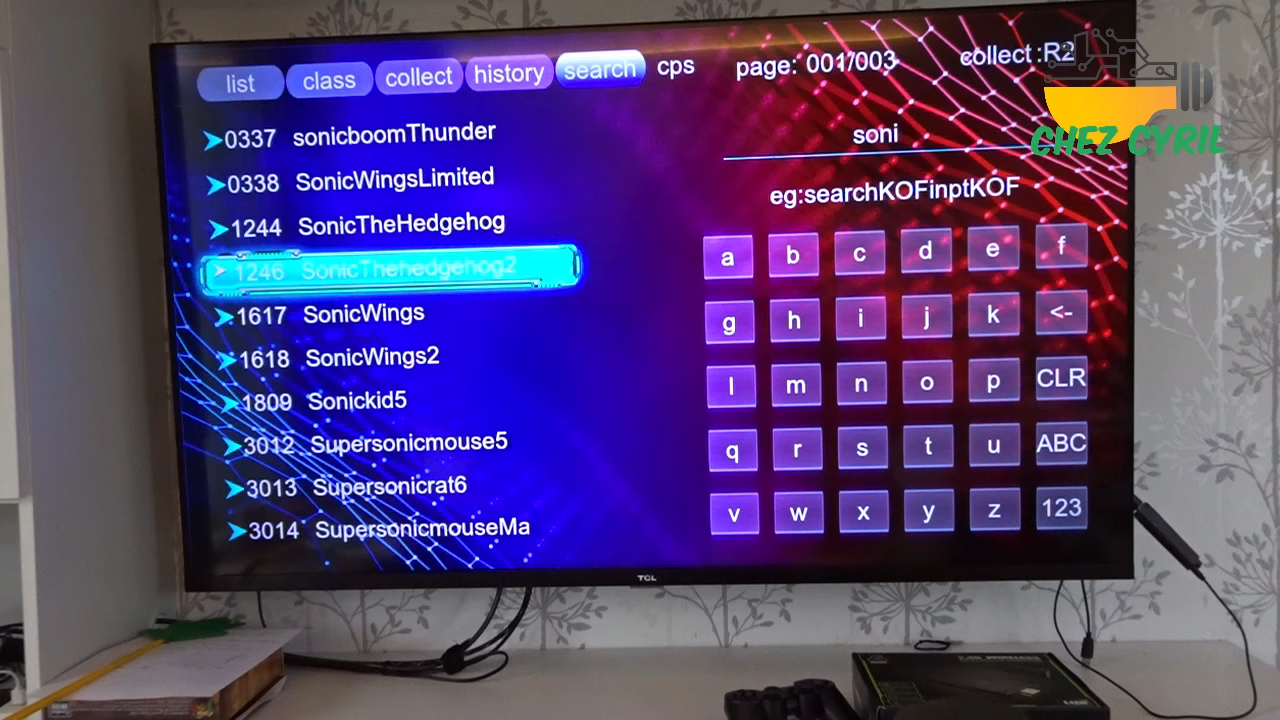 list class collect history search cps page: 001/003 collect :R2
CHEZ CYRIL
0337 sonicboomThunder
0338 SonicWingsLimited
1244 SonicTheHedgehog
1246 SonicThehedgehog2
1617 SonicWings
1618 SonicWings2
1809 Sonickid5
3012 Supersonicmouse5
3013 Supersonicrat6
3014 SupersonicmouseMa
soni
eg:searchKOFinptKOF
a b c d e f
g h i j k <-
l m n o p CLR
q r s t u ABC
v w x y z 123
TCL
WIRELESS